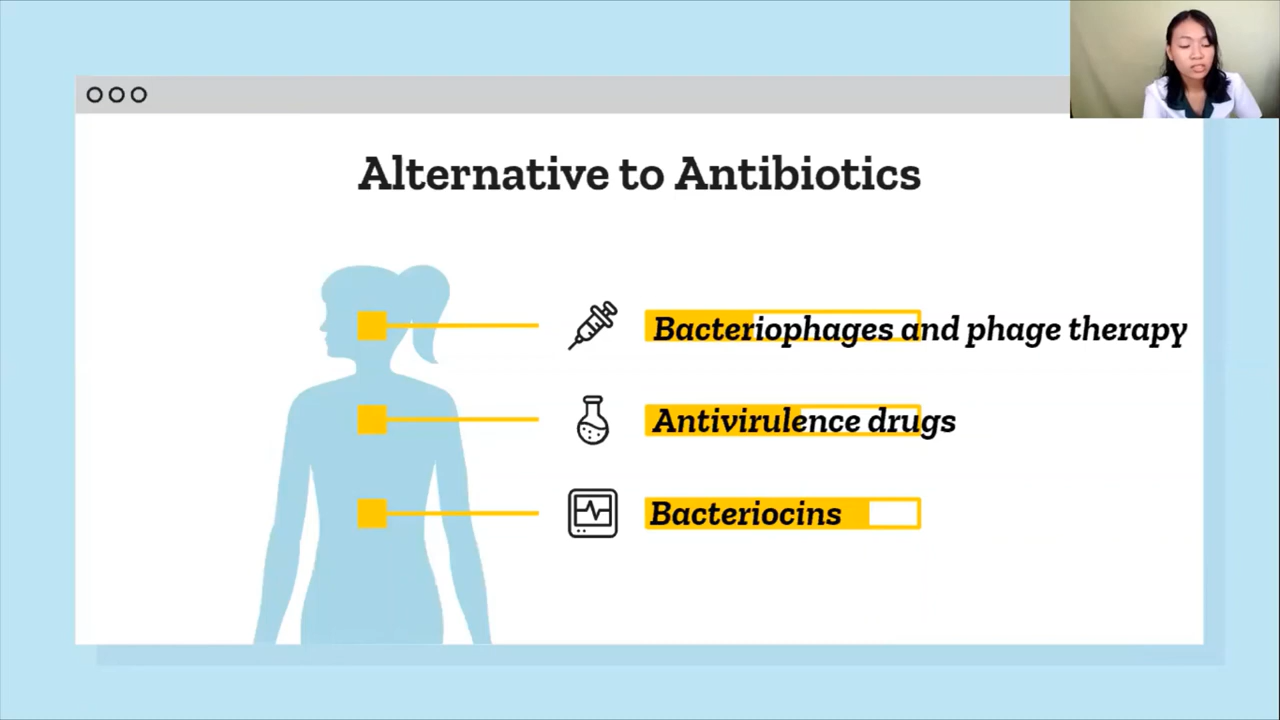 Alternative to Antibiotics
Bacteriophages and phage therapy
Antivirulence drugs
Bacteriocins